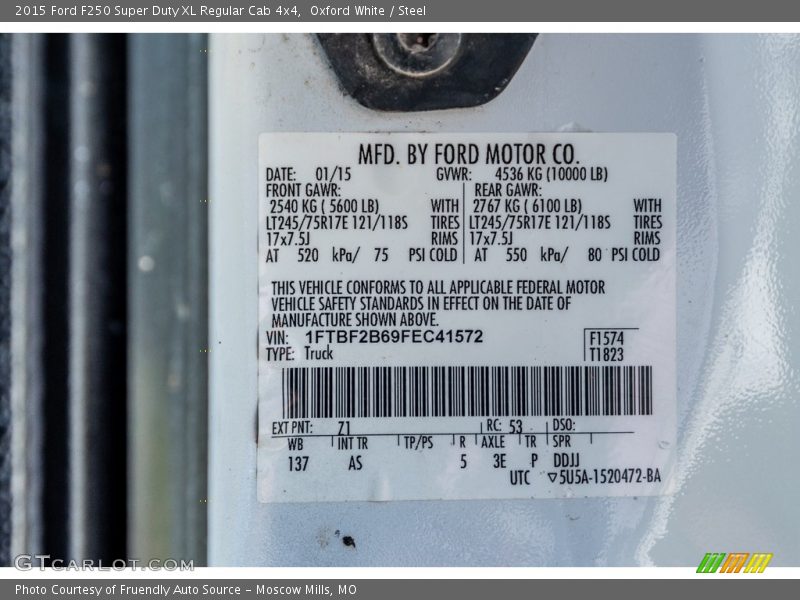 2015 Ford F250 Super Duty XL Regular Cab 4x4, Oxford White / Steel
MFD. BY FORD MOTOR CO.
DATE: 01/15 GVWR: 4536 KG (10000 LB)
FRONT GAWR: REAR GAWR:
2540 KG ( 5600 LB) WITH 2767 KG ( 6100 LB) WITH
LT245/75R17E 121/118S TIRES LT245/75R17E 121/118S TIRES
17x7.5J RIMS 17x7.5J RIMS
AT 520 kPa/ 75 PSI COLD AT 550 kPa/ 80 PSI COLD
THIS VEHICLE CONFORMS TO ALL APPLICABLE FEDERAL MOTOR
VEHICLE SAFETY STANDARDS IN EFFECT ON THE DATE OF
MANUFACTURE SHOWN ABOVE.
VIN: 1FTBF2B69FEC41572 F1574
TYPE: Truck T1823
EXT PNT: Z1 RC: 53 DSO:
WB INT TR TP/PS R AXLE TR SPR
137 AS 5 3E P DDJJ
UTC ▽5U5A-1520472-BA
GTcarlot.com
Photo Courtesy of Fruendly Auto Source – Moscow Mills, MO